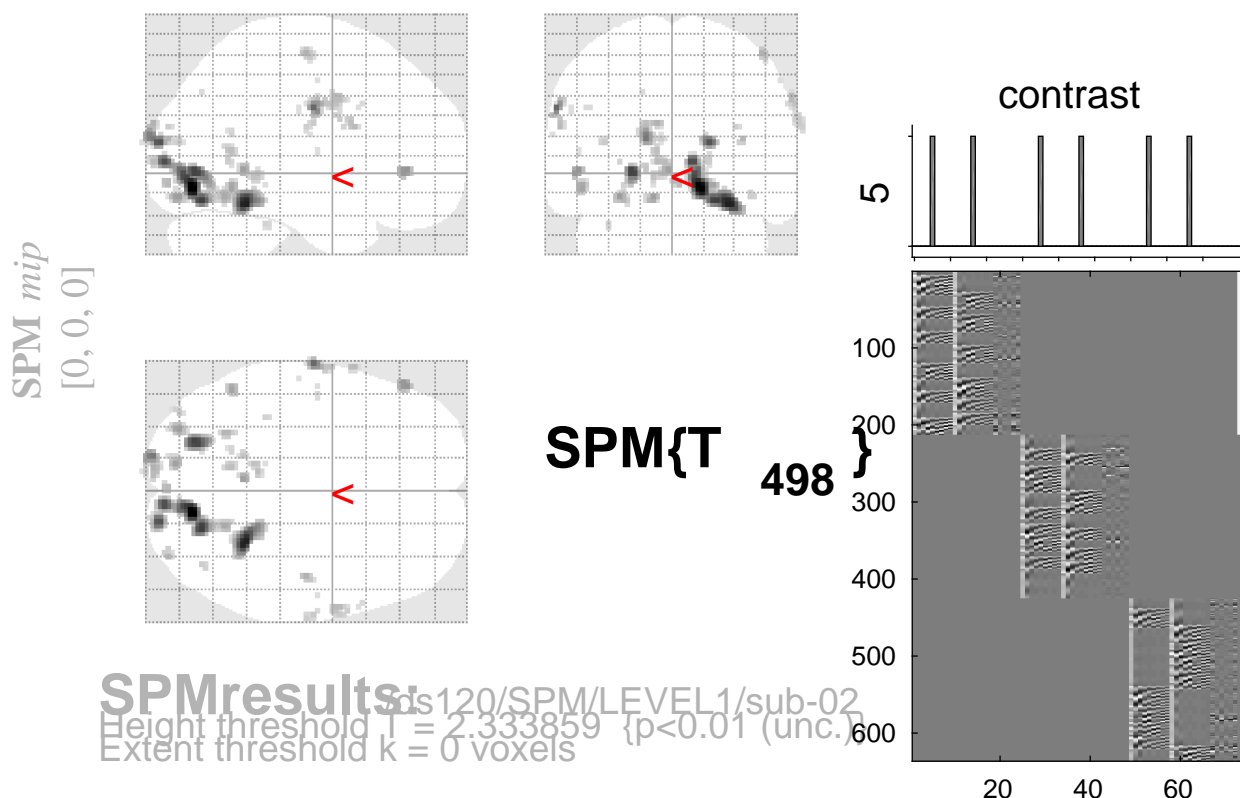 contrast
5
SPM mip
[0, 0, 0]
<
<
<
SPM{T498}
100
200
300
400
500
600
20 40 60
SPMresults: /ds120/SPM/LEVEL1/sub-02
Height threshold T = 2.333859 {p<0.01 (unc.)}
Extent threshold k = 0 voxels